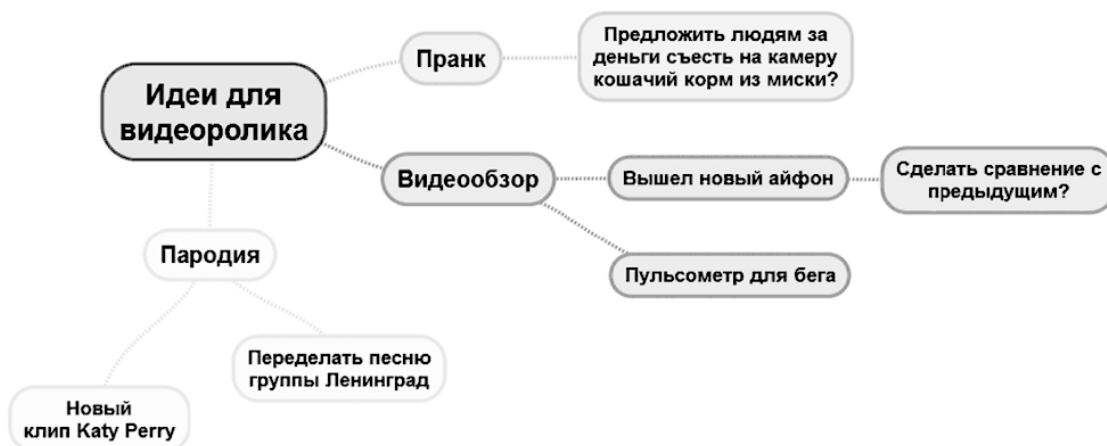 Идеи для
видеоролика
Пранк
Предложить людям за
деньги съесть на камеру
кошачий корм из миски?
Видеообзор
Вышел новый айфон
Сделать сравнение с
предыдущим?
Пульсометр для бега
Пародия
Переделать песню
группы Ленинград
Новый
клип Katy Perry